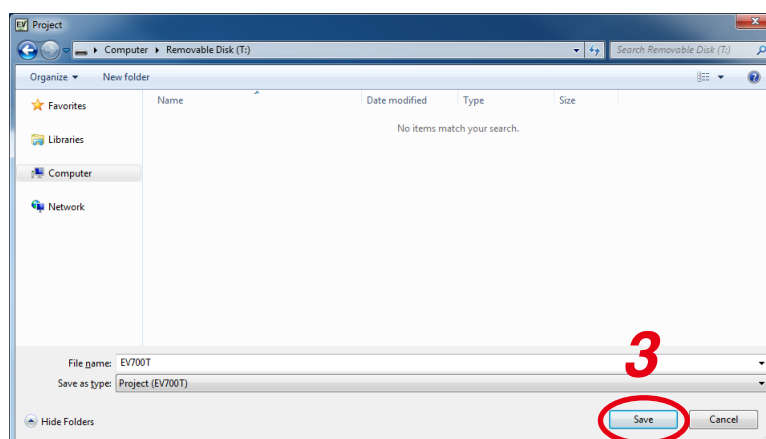 EV Project
Computer ▸ Removable Disk (T:) Search Removable Disk (T:)
Organize New folder
Name Date modified Type Size
No items match your search.
Favorites
Libraries
Computer
Network
File name: EV700T
Save as type: Project (EV700T)
3
Hide Folders Save Cancel